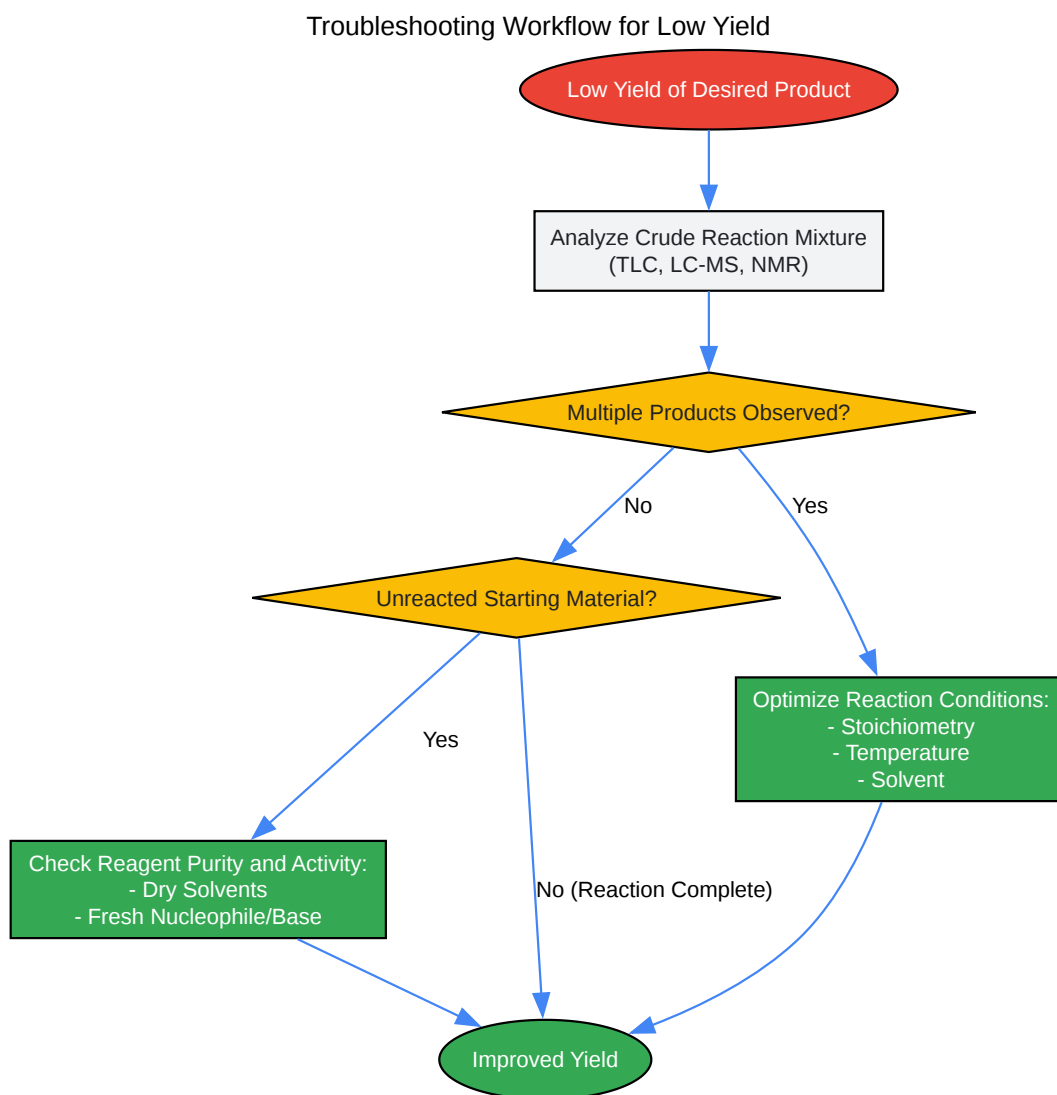 Troubleshooting Workflow for Low Yield
Low Yield of Desired Product
Analyze Crude Reaction Mixture
(TLC, LC-MS, NMR)
Multiple Products Observed?
No
Yes
Unreacted Starting Material?
Optimize Reaction Conditions:
- Stoichiometry
- Temperature
- Solvent
Yes
Check Reagent Purity and Activity:
- Dry Solvents
- Fresh Nucleophile/Base
No (Reaction Complete)
Improved Yield